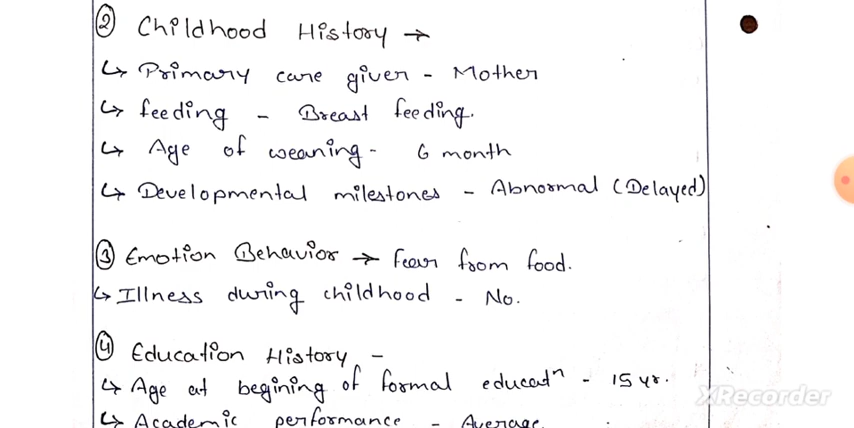 ② Childhood History →
↳ Primary care giver - Mother
↳ feeding - Breast feeding.
↳ Age of weaning - 6 month
↳ Developmental milestones - Abnormal (Delayed)
③ Emotion Behavior → Fear from food.
↳ Illness during childhood - No.
④ Education History -
↳ Age at begining of formal educatⁿ - 15 yr.
↳ Academic performance - Average.
XRecorder